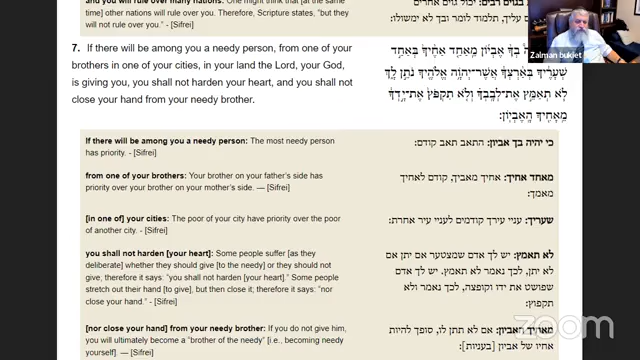 and you will rule over many nations: One might think that [at the
same time] other nations will rule over you. Therefore, Scripture states, "but they
will not rule over you." - [Sifrei]
יכול גוים אחרים
עליך, תלמוד לומר ובך לא ימשולו:
Zalman bukiet
7. If there will be among you a needy person, from one of your
brothers in one of your cities, in your land the Lord, your God,
is giving you, you shall not harden your heart, and you shall not
close your hand from your needy brother.
בְךָ֨ אֶבְי֜וֹן מֵֽאַחַ֤ד אַחֶ֨יךָ֙ בְּאַחַ֣ד
שְׁעָרֶ֔יךָ בְּאַ֨רְצְךָ֔ אֲשֶׁר־יְהֹוָ֥ה אֱלֹהֶ֖יךָ נֹתֵ֣ן לָ֑ךְ
לֹ֧א תְאַמֵּ֣ץ אֶת־לְבָֽבְךָ֗ וְלֹ֤א תִקְפֹּץ֙ אֶת־יָ֣דְךָ֔
מֵֽאָחִ֖יךָ הָֽאֶבְיֽוֹן:
If there will be among you a needy person: The most needy person
has priority. - [Sifrei]
כי יהיה בך אביון: התאב תאב קודם:
from one of your brothers: Your brother on your father's side has
priority over your brother on your mother's side. — [Sifrei]
מאחד אחיך: אחיך מאביך, קודם לאחיך
מאמך:
[in one of] your cities: The poor of your city have priority over the poor
of another city. - [Sifrei]
שעריך: עניי עירך קודמים לעניי עיר אחרת:
you shall not harden [your heart]: Some people suffer [as they
deliberate] whether they should give [to the needy] or they should not
give; therefore it says: "you shall not harden [your heart]." Some people
stretch out their hand [to give], but then close it; therefore it says: "nor
close your hand." - [Sifrei]
לא תאמץ: יש לך אדם שמצטער אם יתן אם
לא יתן, לכך נאמר לא תאמץ. יש לך אדם
שפושט את ידו וקופצה, לכך נאמר ולא
תקפוץ:
[nor close your hand] from your needy brother: If you do not give him,
you will ultimately become a "brother of the needy" [i.e., becoming needy
yourself]. — [Sifrei]
מאחיך האביון: אם לא תתן לו, סופך להיות
אחיו של אביון [בעניות]:
zoom